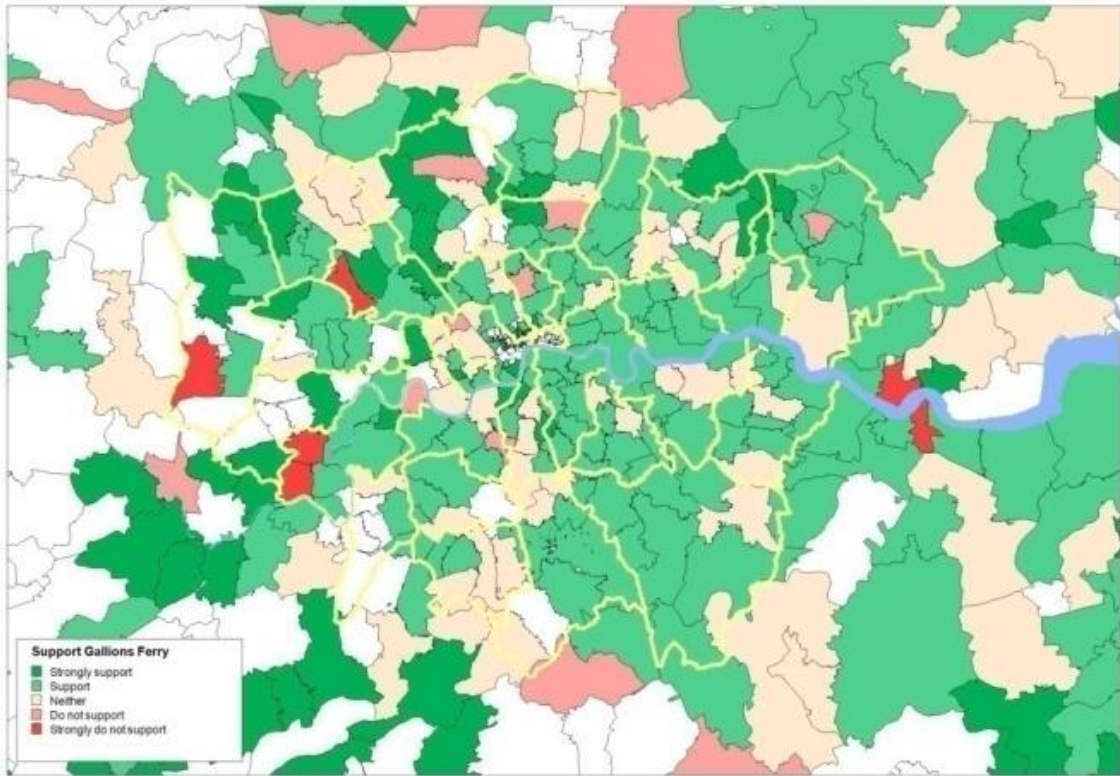 Support Gallions Ferry
Strongly support
Support
Neither
Do not support
Strongly do not support